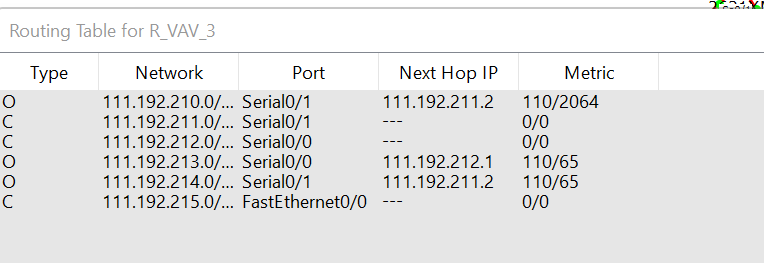 Routing Table for R_VAV_3
Type Network Port Next Hop IP Metric
O 111.192.210.0/... Serial0/1 111.192.211.2 110/2064
C 111.192.211.0/... Serial0/1 --- 0/0
C 111.192.212.0/... Serial0/0 --- 0/0
O 111.192.213.0/... Serial0/0 111.192.212.1 110/65
O 111.192.214.0/... Serial0/1 111.192.211.2 110/65
C 111.192.215.0/... FastEthernet0/0 --- 0/0